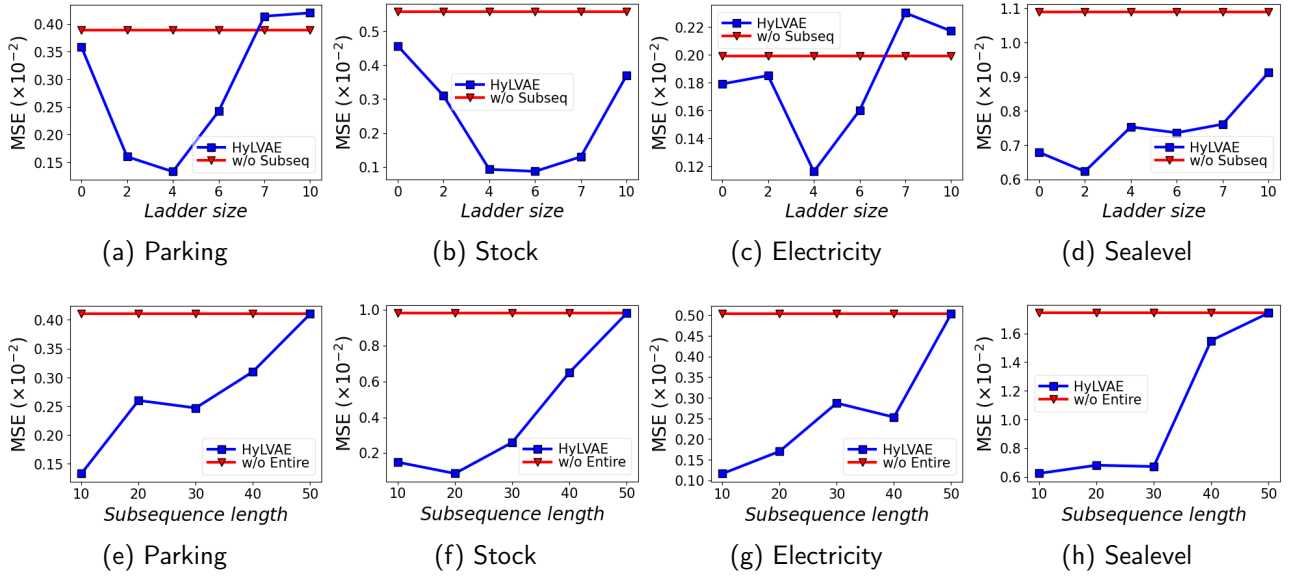 MSE (×10⁻²)
0.40
0.35
0.30
0.25
0.20
0.15
HyLVAE
w/o Subseq
0 2 4 6 7 10
Ladder size
(a) Parking
MSE (×10⁻²)
0.5
0.4
0.3
0.2
0.1
HyLVAE
w/o Subseq
0 2 4 6 7 10
Ladder size
(b) Stock
MSE (×10⁻²)
0.22
0.20
0.18
0.16
0.14
0.12
HyLVAE
w/o Subseq
0 2 4 6 7 10
Ladder size
(c) Electricity
MSE (×10⁻²)
1.1
1.0
0.9
0.8
0.7
0.6
HyLVAE
w/o Subseq
0 2 4 6 7 10
Ladder size
(d) Sealevel
MSE (×10⁻²)
0.40
0.35
0.30
0.25
0.20
0.15
HyLVAE
w/o Entire
10 20 30 40 50
Subsequence length
(e) Parking
MSE (×10⁻²)
1.0
0.8
0.6
0.4
0.2
HyLVAE
w/o Entire
10 20 30 40 50
Subsequence length
(f) Stock
MSE (×10⁻²)
0.50
0.45
0.40
0.35
0.30
0.25
0.20
0.15
0.10
HyLVAE
w/o Entire
10 20 30 40 50
Subsequence length
(g) Electricity
MSE (×10⁻²)
1.6
1.4
1.2
1.0
0.8
0.6
HyLVAE
w/o Entire
10 20 30 40 50
Subsequence length
(h) Sealevel